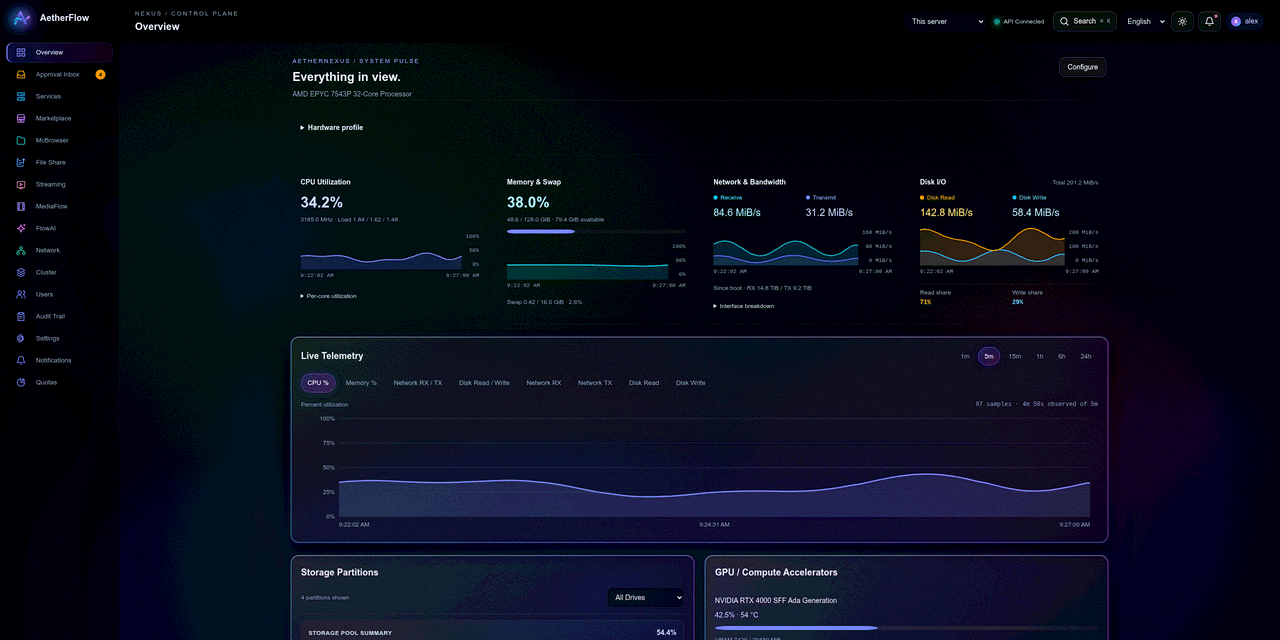 AetherFlow
NEXUS / CONTROL PLANE
Overview
This server
API Connected
Search ⌘ K
English
alex
Overview
Approval Inbox 4
Services
Marketplace
McBrowser
File Share
Streaming
MediaFlow
FlowAI
Network
Cluster
Users
Audit Trail
Settings
Notifications
Quotas
AETHERNEXUS / SYSTEM PULSE
Everything in view.
AMD EPYC 7543P 32-Core Processor
Configure
Hardware profile
CPU Utilization
34.2%
3185.0 MHz · Load 1.84 / 1.62 / 1.48
100%
50%
0%
9:22:02 AM 9:27:00 AM
Per-core utilization
Memory & Swap
38.0%
48.6 / 128.0 GiB · 79.4 GiB available
100%
50%
0%
9:22:02 AM 9:27:00 AM
Swap 0.42 / 16.0 GiB · 2.6%
Network & Bandwidth
Receive Transmit
84.6 MiB/s 31.2 MiB/s
160 MiB/s
80 MiB/s
0 MiB/s
9:22:02 AM 9:27:00 AM
Since boot · RX 14.8 TiB / TX 9.2 TiB
Interface breakdown
Disk I/O Total 201.2 MiB/s
Disk Read Disk Write
142.8 MiB/s 58.4 MiB/s
200 MiB/s
100 MiB/s
0 MiB/s
9:22:02 AM 9:27:00 AM
Read share Write share
71% 29%
Live Telemetry
1m 5m 15m 1h 6h 24h
CPU % Memory % Network RX / TX Disk Read / Write Network RX Network TX Disk Read Disk Write
Percent utilization 97 samples · 4m 58s observed of 5m
100%
75%
50%
25%
0%
9:22:02 AM 9:24:31 AM 9:27:00 AM
Storage Partitions
4 partitions shown
All Drives
STORAGE POOL SUMMARY 54.4%
GPU / Compute Accelerators
NVIDIA RTX 4000 SFF Ada Generation
42.5% · 54 °C